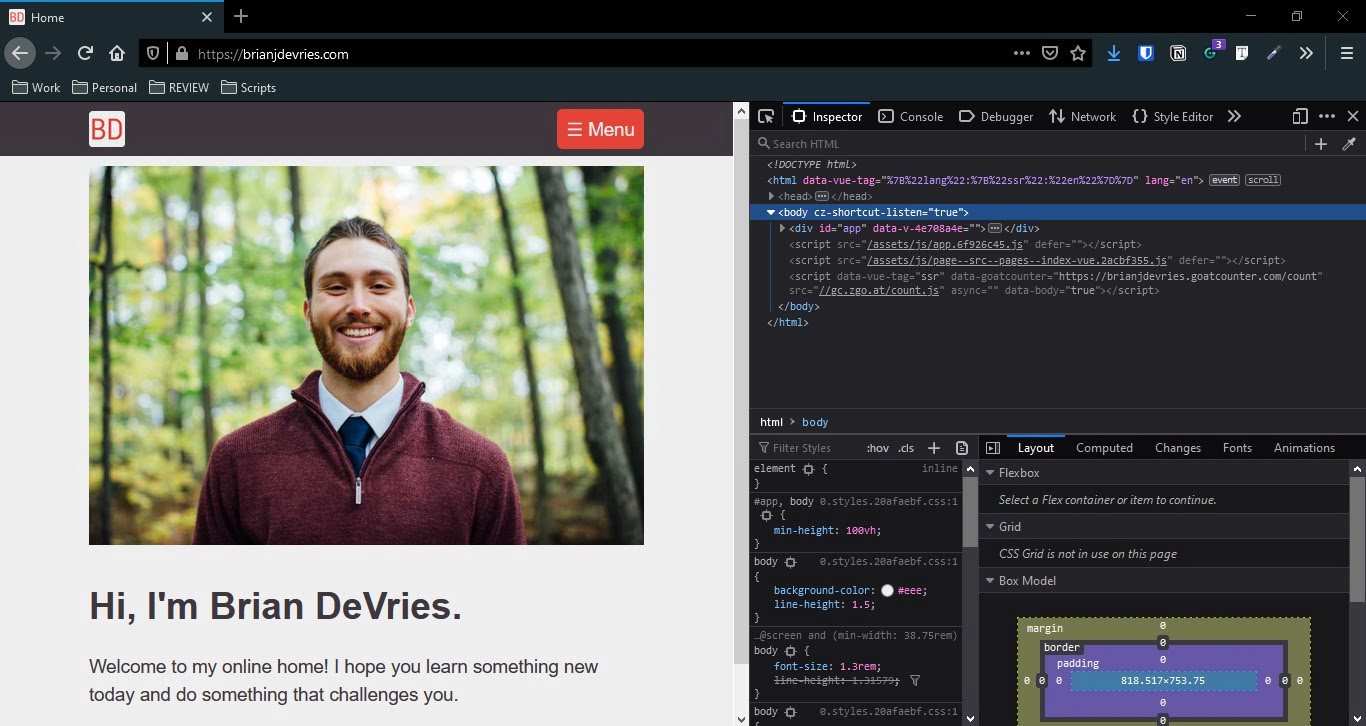 BD Home
https://brianjdevries.com
3
Work Personal REVIEW Scripts
BD
☰ Menu
Hi, I'm Brian DeVries.
Welcome to my online home! I hope you learn something new
today and do something that challenges you.
Inspector Console Debugger Network {} Style Editor
Search HTML
<!DOCTYPE html>
<html data-vue-tag="%7B%22lang%22:%7B%22ssr%22:%22en%22%7D%7D" lang="en"> event scroll
<head> ... </head>
<body cz-shortcut-listen="true">
<div id="app" data-v-4e708a4e=""> ... </div>
<script src="/assets/js/app.6f926c45.js" defer=""></script>
<script src="/assets/js/page--src--pages--index-vue.2acbf355.js" defer=""></script>
<script data-vue-tag="ssr" data-goatcounter="https://brianjdevries.goatcounter.com/count"
src="//gc.zgo.at/count.js" async="" data-body="true"></script>
</body>
</html>
html > body
Filter Styles :hov .cls +
element { inline
}
#app, body 0.styles.20afaebf.css:1
{
min-height: 100vh;
}
body 0.styles.20afaebf.css:1
{
background-color: #eee;
line-height: 1.5;
}
…@screen and (min-width: 38.75rem)
body {
font-size: 1.3rem;
line-height: 1.31579;
}
body 0.styles.20afaebf.css:1
Layout Computed Changes Fonts Animations
Flexbox
Select a Flex container or item to continue.
Grid
CSS Grid is not in use on this page
Box Model
margin 0
border 0
padding 0
0 0 0 818.517×753.75 0 0 0
0
0